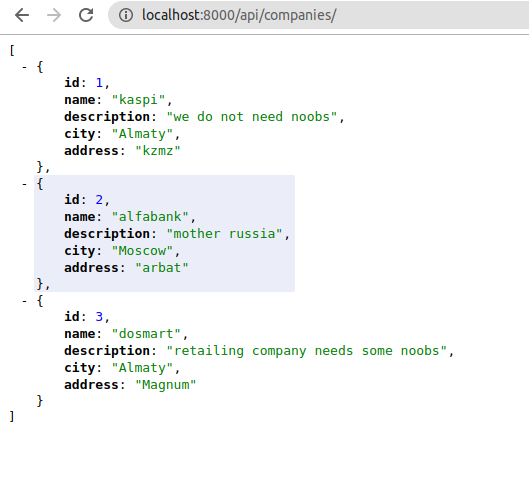 localhost:8000/api/companies/
[
- {
id: 1,
name: "kaspi",
description: "we do not need noobs",
city: "Almaty",
address: "kzmz"
},
- {
id: 2,
name: "alfabank",
description: "mother russia",
city: "Moscow",
address: "arbat"
},
- {
id: 3,
name: "dosmart",
description: "retailing company needs some noobs",
city: "Almaty",
address: "Magnum"
}
]